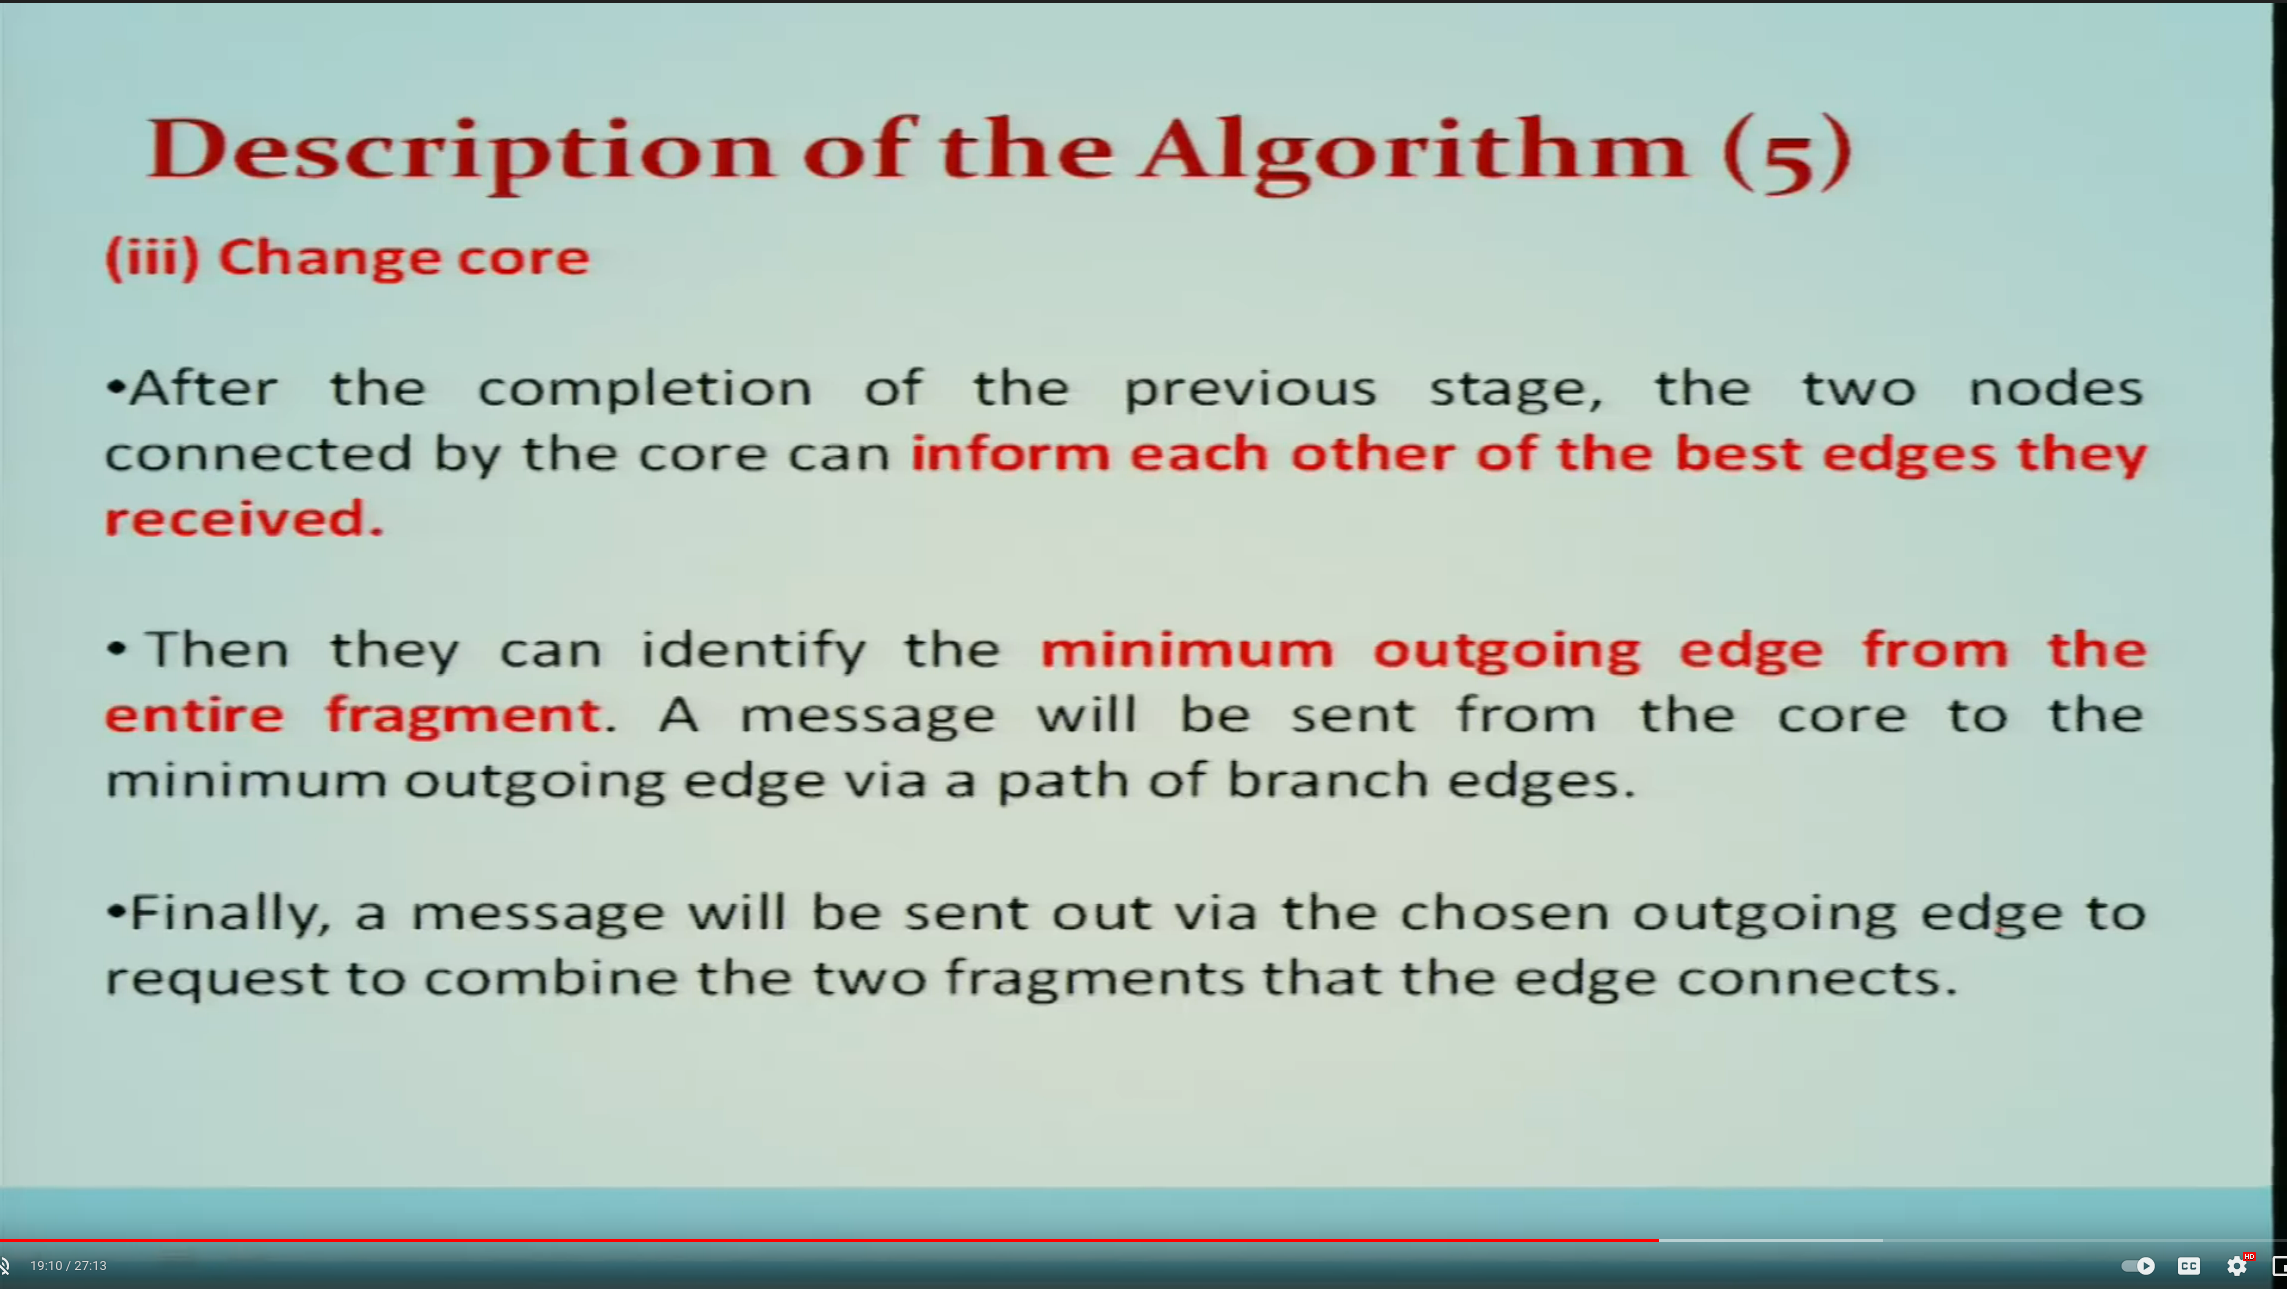 Description of the Algorithm (5)
(iii) Change core
•After the completion of the previous stage, the two nodes
connected by the core can inform each other of the best edges they
received.
• Then they can identify the minimum outgoing edge from the
entire fragment. A message will be sent from the core to the
minimum outgoing edge via a path of branch edges.
•Finally, a message will be sent out via the chosen outgoing edge to
request to combine the two fragments that the edge connects.
19:10 / 27:13
CC
HD